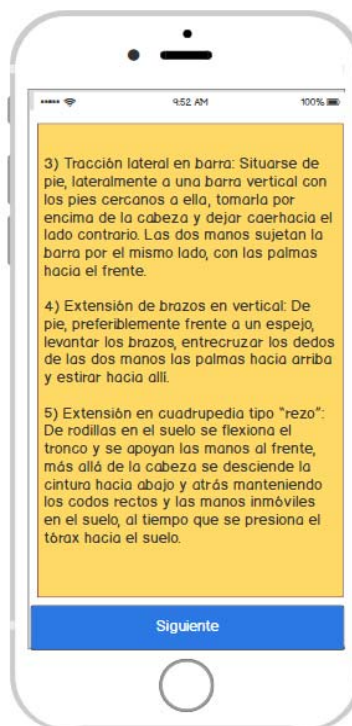 9:52 AM
100%
3) Tracción lateral en barra: Situarse de
pie, lateralmente a una barra vertical con
los pies cercanos a ella, tomarla por
encima de la cabeza y dejar caerhacia el
lado contrario. Las dos manos sujetan la
barra por el mismo lado, con las palmas
hacia el frente.
4) Extensión de brazos en vertical: De
pie, preferiblemente frente a un espejo,
levantar los brazos, entrecruzar los dedos
de las dos manos las palmas hacia arriba
y estirar hacia allí.
5) Extensión en cuadrupedia tipo "rezo":
De rodillas en el suelo se flexiona el
tronco y se apoyan las manos al frente,
más allá de la cabeza se desciende la
cintura hacia abajo y atrás manteniendo
los codos rectos y las manos inmóviles
en el suelo, al tiempo que se presiona el
tórax hacia el suelo.
Siguiente